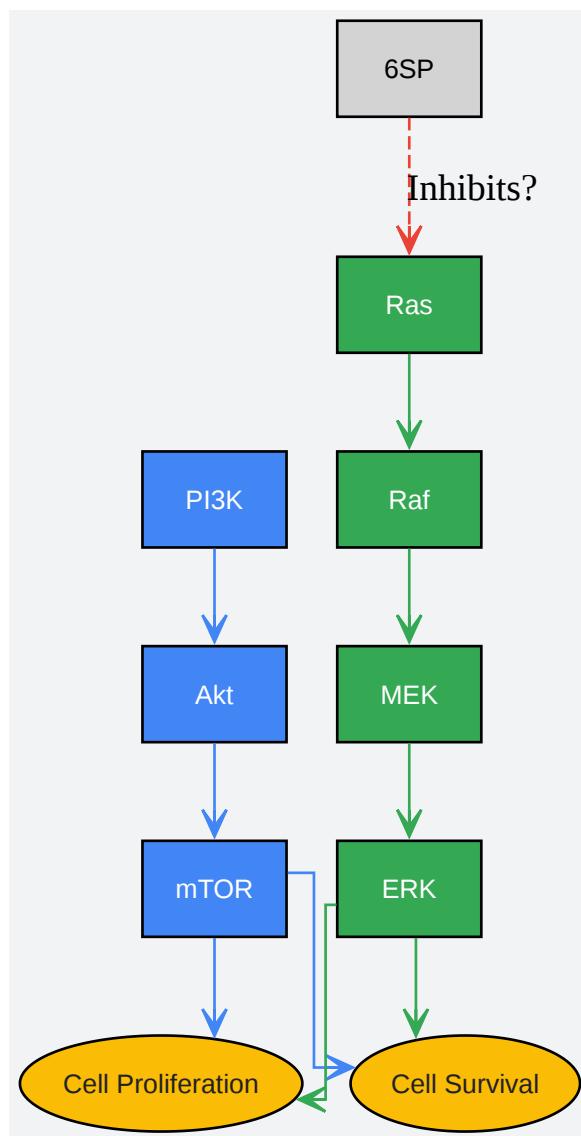 6SP
Inhibits?
Ras
PI3K
Raf
Akt
MEK
mTOR
ERK
Cell Proliferation
Cell Survival